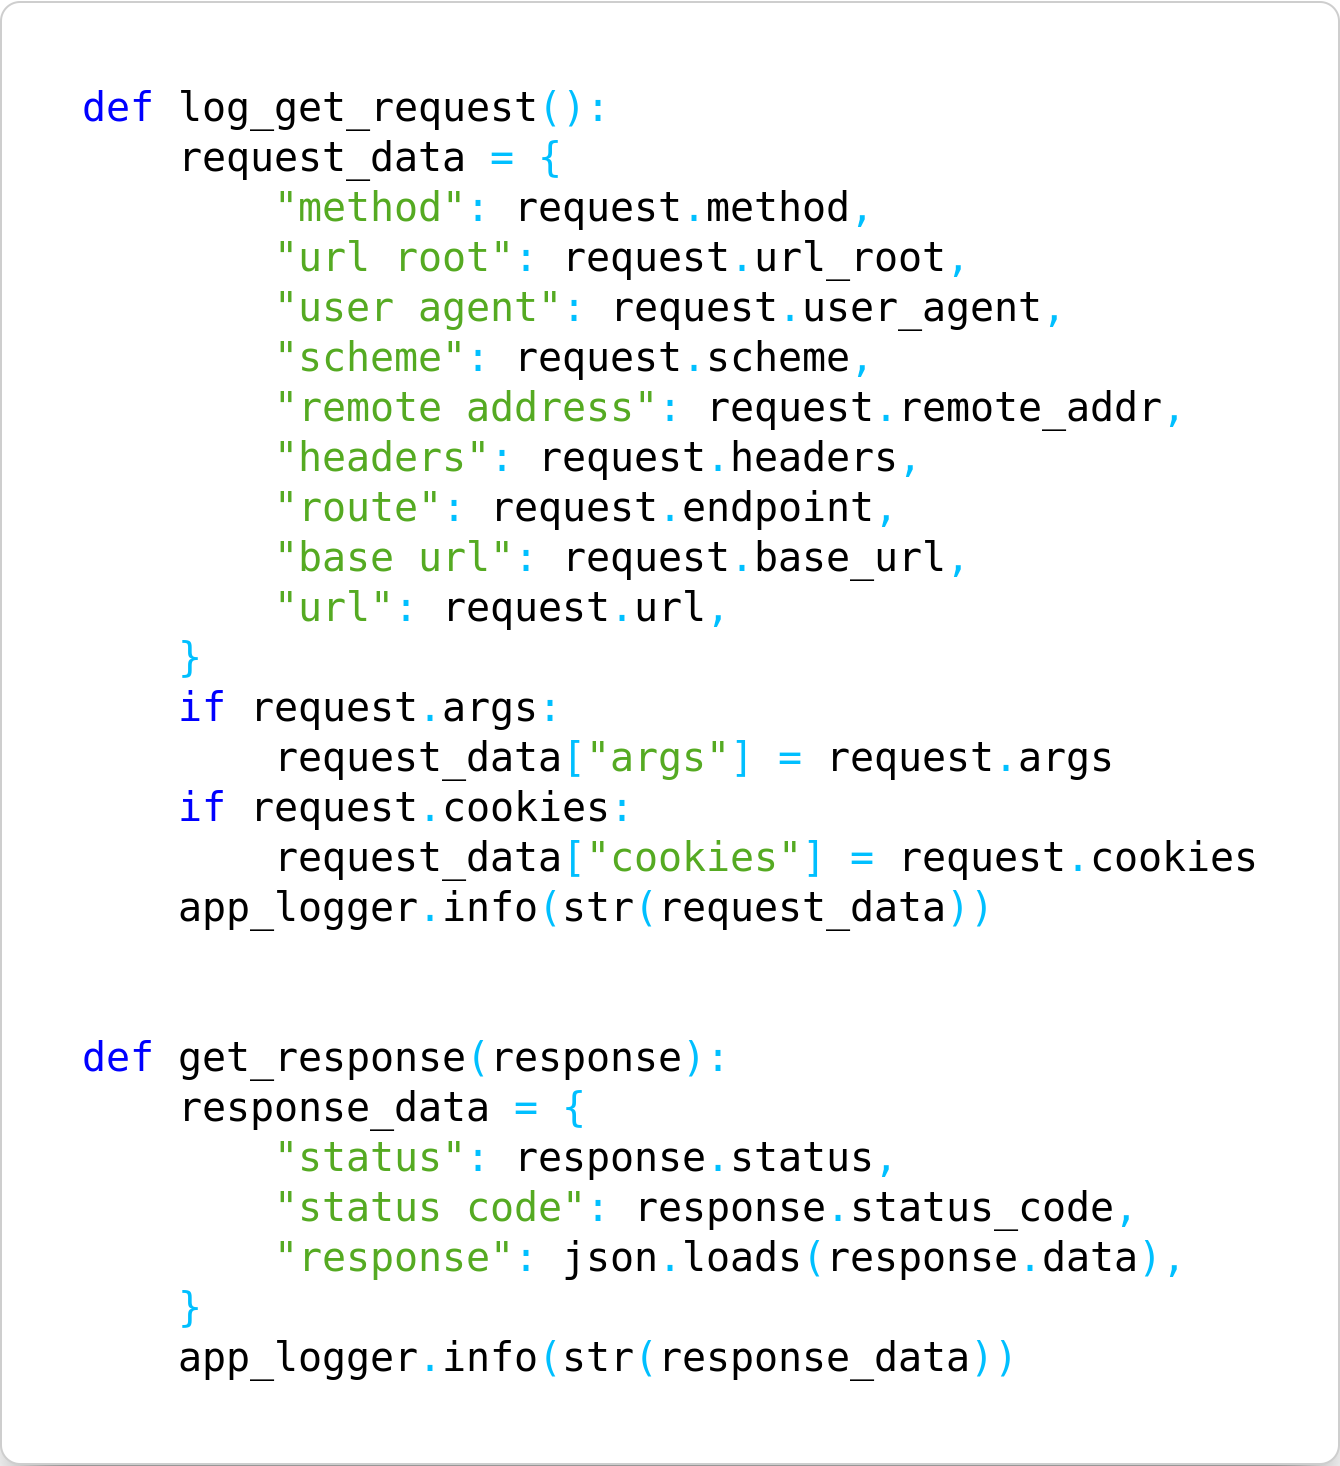 def log_get_request():
    request_data = {
        "method": request.method,
        "url root": request.url_root,
        "user agent": request.user_agent,
        "scheme": request.scheme,
        "remote address": request.remote_addr,
        "headers": request.headers,
        "route": request.endpoint,
        "base url": request.base_url,
        "url": request.url,
    }
    if request.args:
        request_data["args"] = request.args
    if request.cookies:
        request_data["cookies"] = request.cookies
    app_logger.info(str(request_data))


def get_response(response):
    response_data = {
        "status": response.status,
        "status code": response.status_code,
        "response": json.loads(response.data),
    }
    app_logger.info(str(response_data))